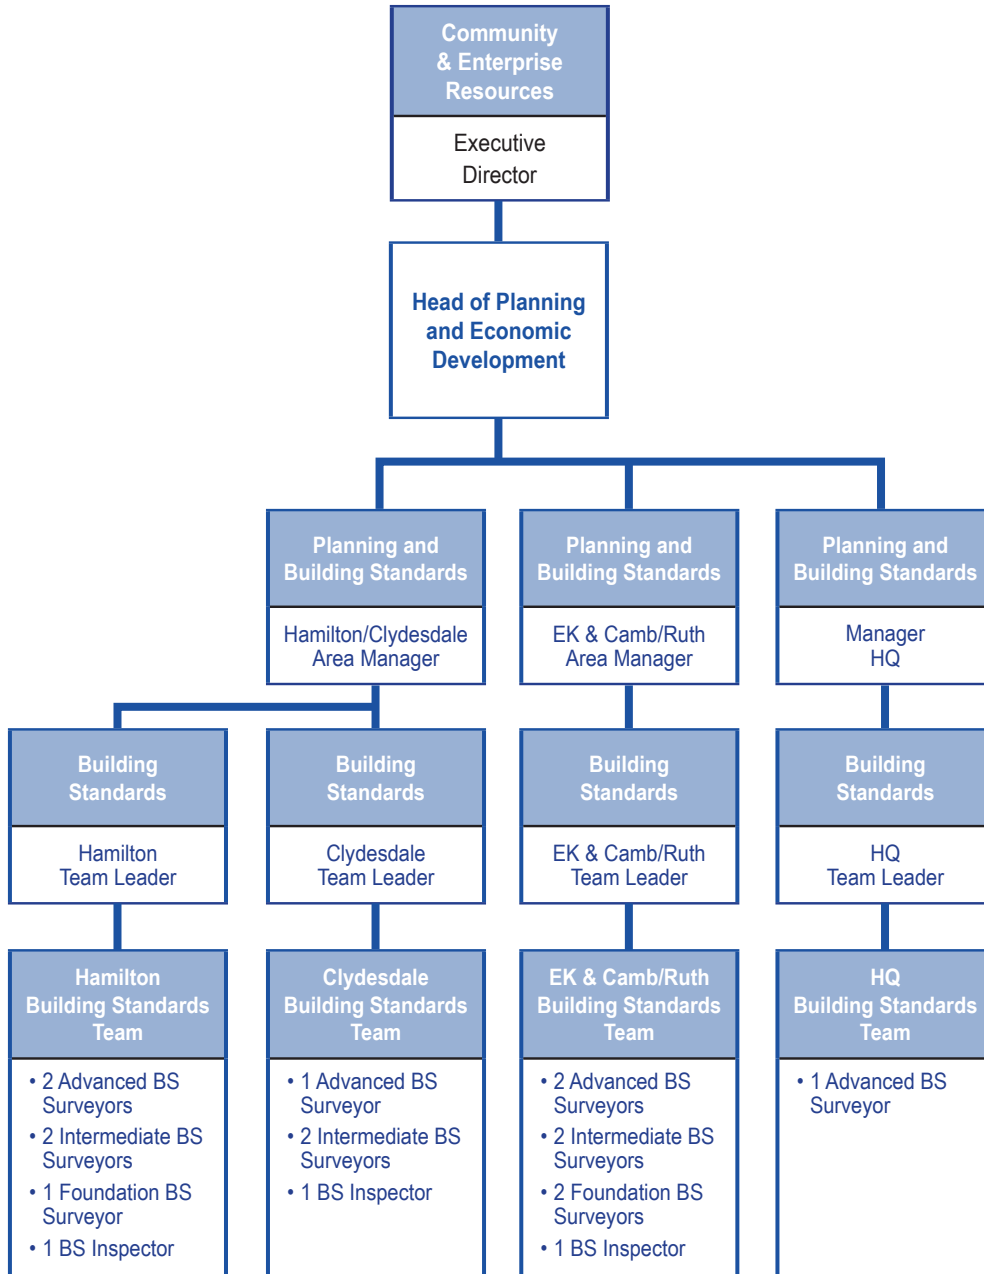 Community
& Enterprise
Resources
Executive
Director
Head of Planning
and Economic
Development
Planning and
Building Standards
Hamilton/Clydesdale
Area Manager
Planning and
Building Standards
EK & Camb/Ruth
Area Manager
Planning and
Building Standards
Manager
HQ
Building
Standards
Hamilton
Team Leader
Building
Standards
Clydesdale
Team Leader
Building
Standards
EK & Camb/Ruth
Team Leader
Building
Standards
HQ
Team Leader
Hamilton
Building Standards
Team
• 2 Advanced BS
Surveyors
• 2 Intermediate BS
Surveyors
• 1 Foundation BS
Surveyor
• 1 BS Inspector
Clydesdale
Building Standards
Team
• 1 Advanced BS
Surveyor
• 2 Intermediate BS
Surveyors
• 1 BS Inspector
EK & Camb/Ruth
Building Standards
Team
• 2 Advanced BS
Surveyors
• 2 Intermediate BS
Surveyors
• 2 Foundation BS
Surveyors
• 1 BS Inspector
HQ
Building Standards
Team
• 1 Advanced BS
Surveyor